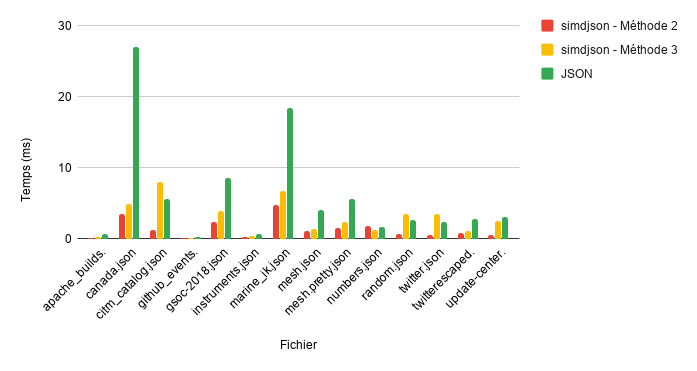 30
20
10
0
Temps (ms)
simdjson - Méthode 2
simdjson - Méthode 3
JSON
apache_builds.
canada.json
citm_catalog.json
github_events.
gsoc-2018.json
instruments.json
marine_ik.json
mesh.json
mesh.pretty.json
numbers.json
random.json
twitter.json
twitterescaped.
update-center.
Fichier